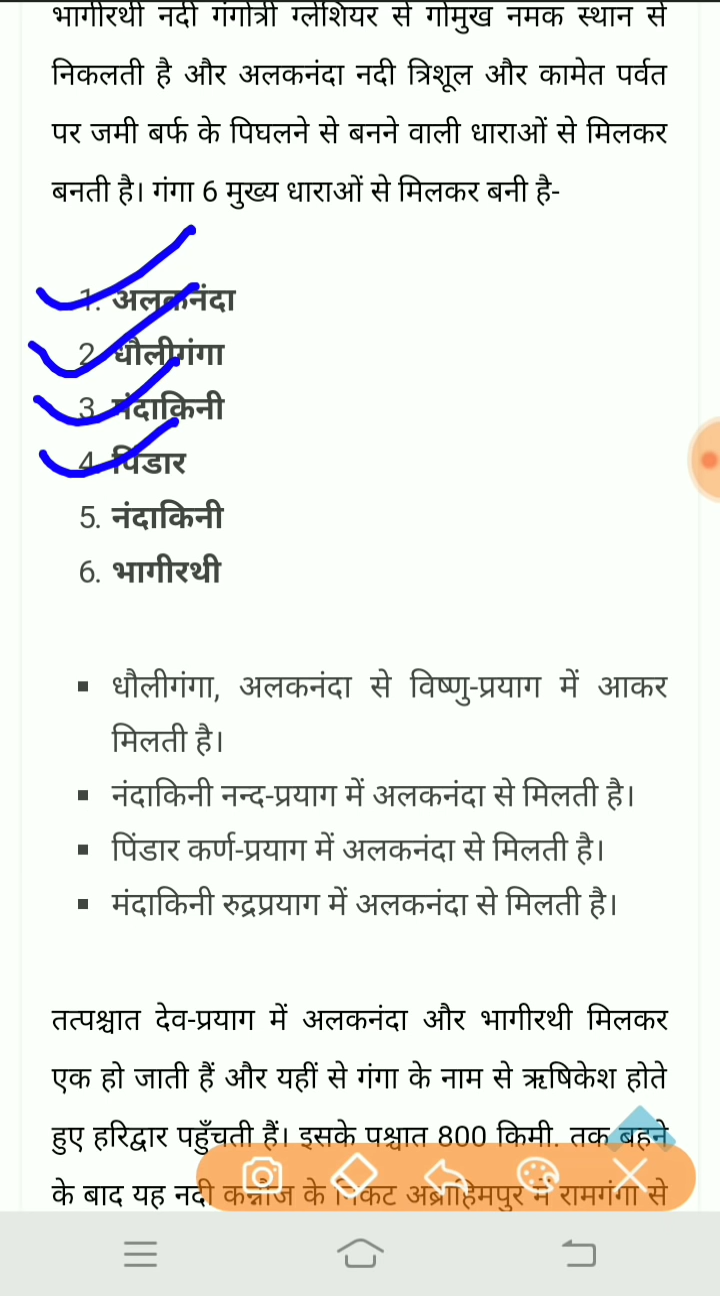 भागीरथी नदी गंगोत्री ग्लेशियर से गोमुख नमक स्थान से
निकलती है और अलकनंदा नदी त्रिशूल और कामेत पर्वत
पर जमी बर्फ के पिघलने से बनने वाली धाराओं से मिलकर
बनती है। गंगा 6 मुख्य धाराओं से मिलकर बनी है-
1. अलकनंदा
2. धौलीगंगा
3. मंदाकिनी
4. पिंडार
5. नंदाकिनी
6. भागीरथी
▪ धौलीगंगा, अलकनंदा से विष्णु-प्रयाग में आकर
मिलती है।
▪ नंदाकिनी नन्द-प्रयाग में अलकनंदा से मिलती है।
▪ पिंडार कर्ण-प्रयाग में अलकनंदा से मिलती है।
▪ मंदाकिनी रुद्रप्रयाग में अलकनंदा से मिलती है।
तत्पश्चात देव-प्रयाग में अलकनंदा और भागीरथी मिलकर
एक हो जाती हैं और यहीं से गंगा के नाम से ऋषिकेश होते
हुए हरिद्वार पहुँचती हैं। इसके पश्चात 800 किमी. तक बहने
के बाद यह नदी कन्नौज के निकट अब्राहिमपुर में रामगंगा से